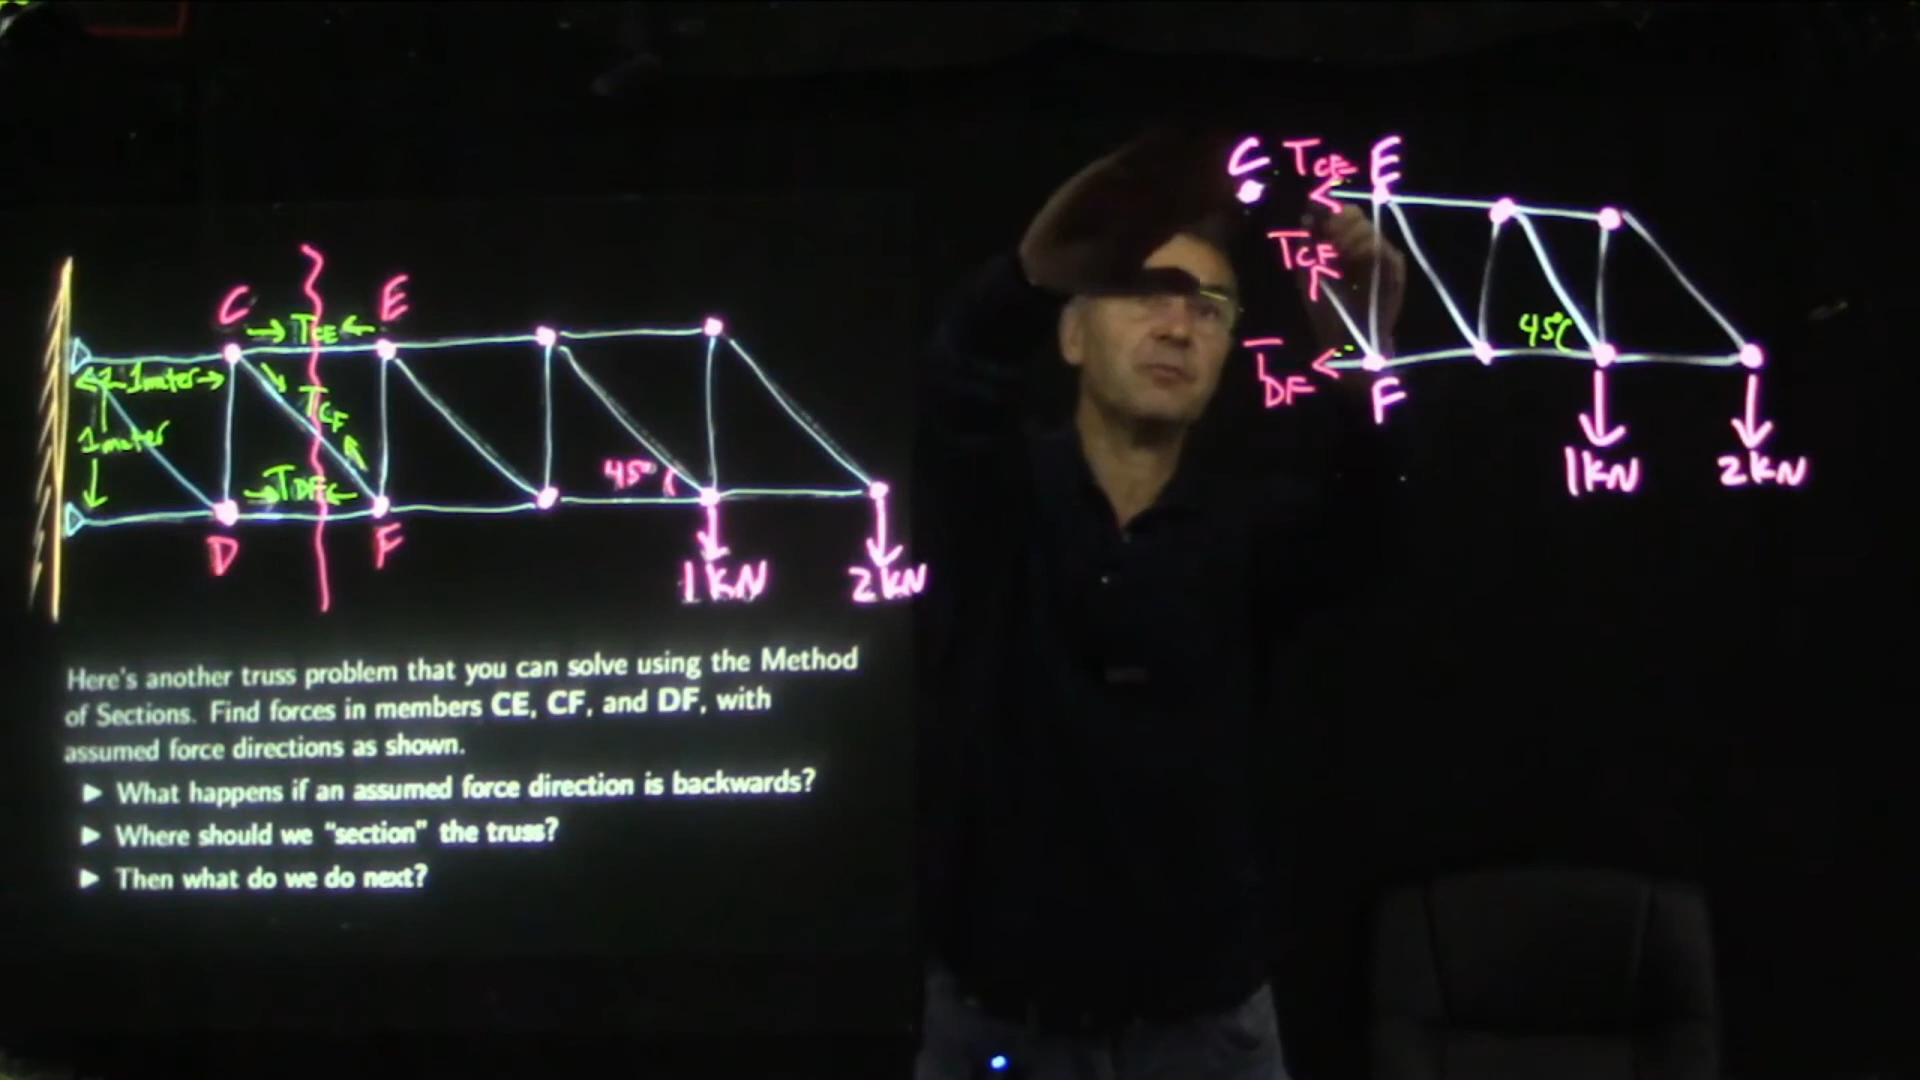 C
E
T_CE
1 meter
T_CF
1 meter
T_DF
45°
D
F
1kN
2kN
Here's another truss problem that you can solve using the Method
of Sections. Find forces in members CE, CF, and DF, with
assumed force directions as shown.
► What happens if an assumed force direction is backwards?
► Where should we "section" the truss?
► Then what do we do next?
C
T_CE
E
T_CF
45°
T_DF
F
1kN
2kN